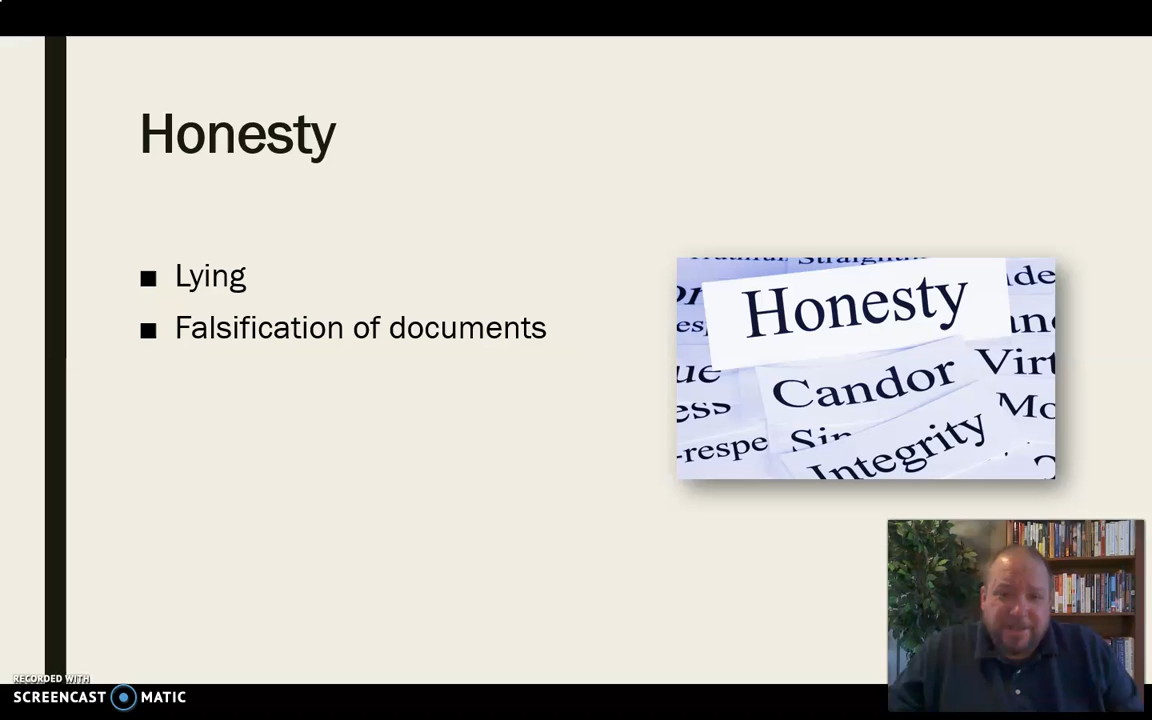 Honesty
■ Lying
■ Falsification of documents
Honesty
Candor
Integrity
RECORDED WITH
SCREENCAST MATIC